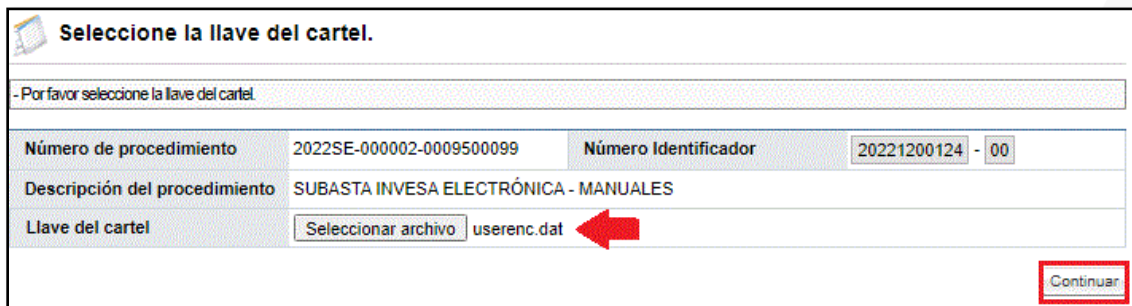 Seleccione la llave del cartel.
- Por favor seleccione la llave del cartel.
Número de procedimiento 2022SE-000002-0009500099 Número Identificador 20221200124 - 00
Descripción del procedimiento SUBASTA INVESA ELECTRÓNICA - MANUALES
Llave del cartel Seleccionar archivo userenc.dat
Continuar